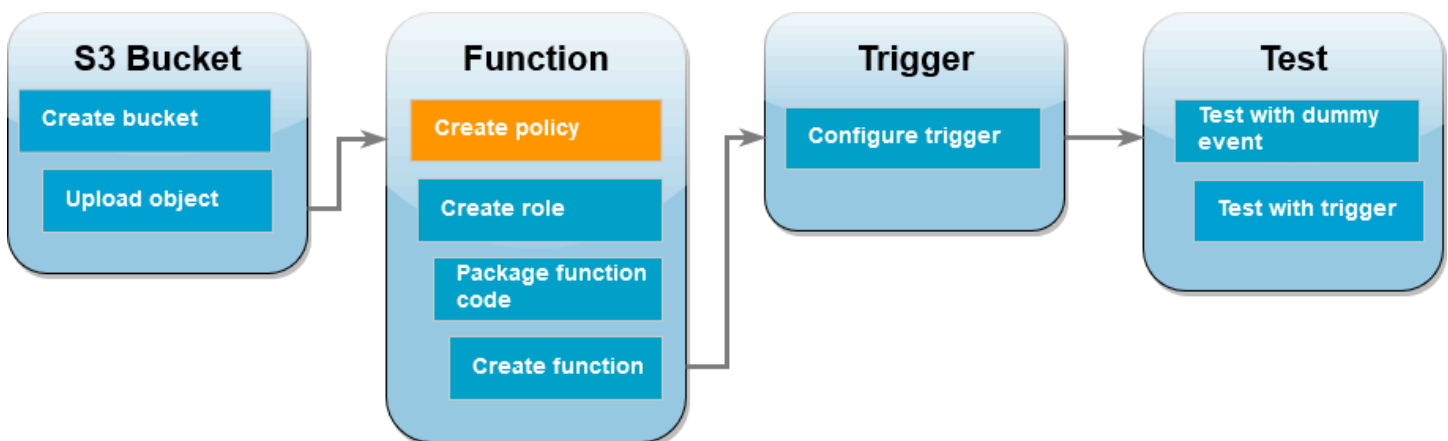 S3 Bucket
Create bucket
Upload object
Function
Create policy
Create role
Package function
code
Create function
Trigger
Configure trigger
Test
Test with dummy
event
Test with trigger